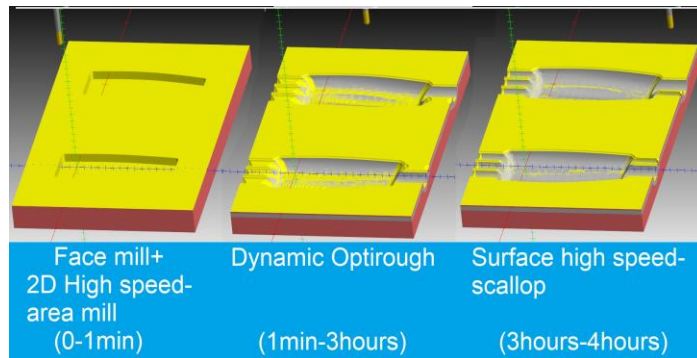 Face mill+
2D High speed-
area mill
(0-1min)
Dynamic Optirough
(1min-3hours)
Surface high speed-
scallop
(3hours-4hours)